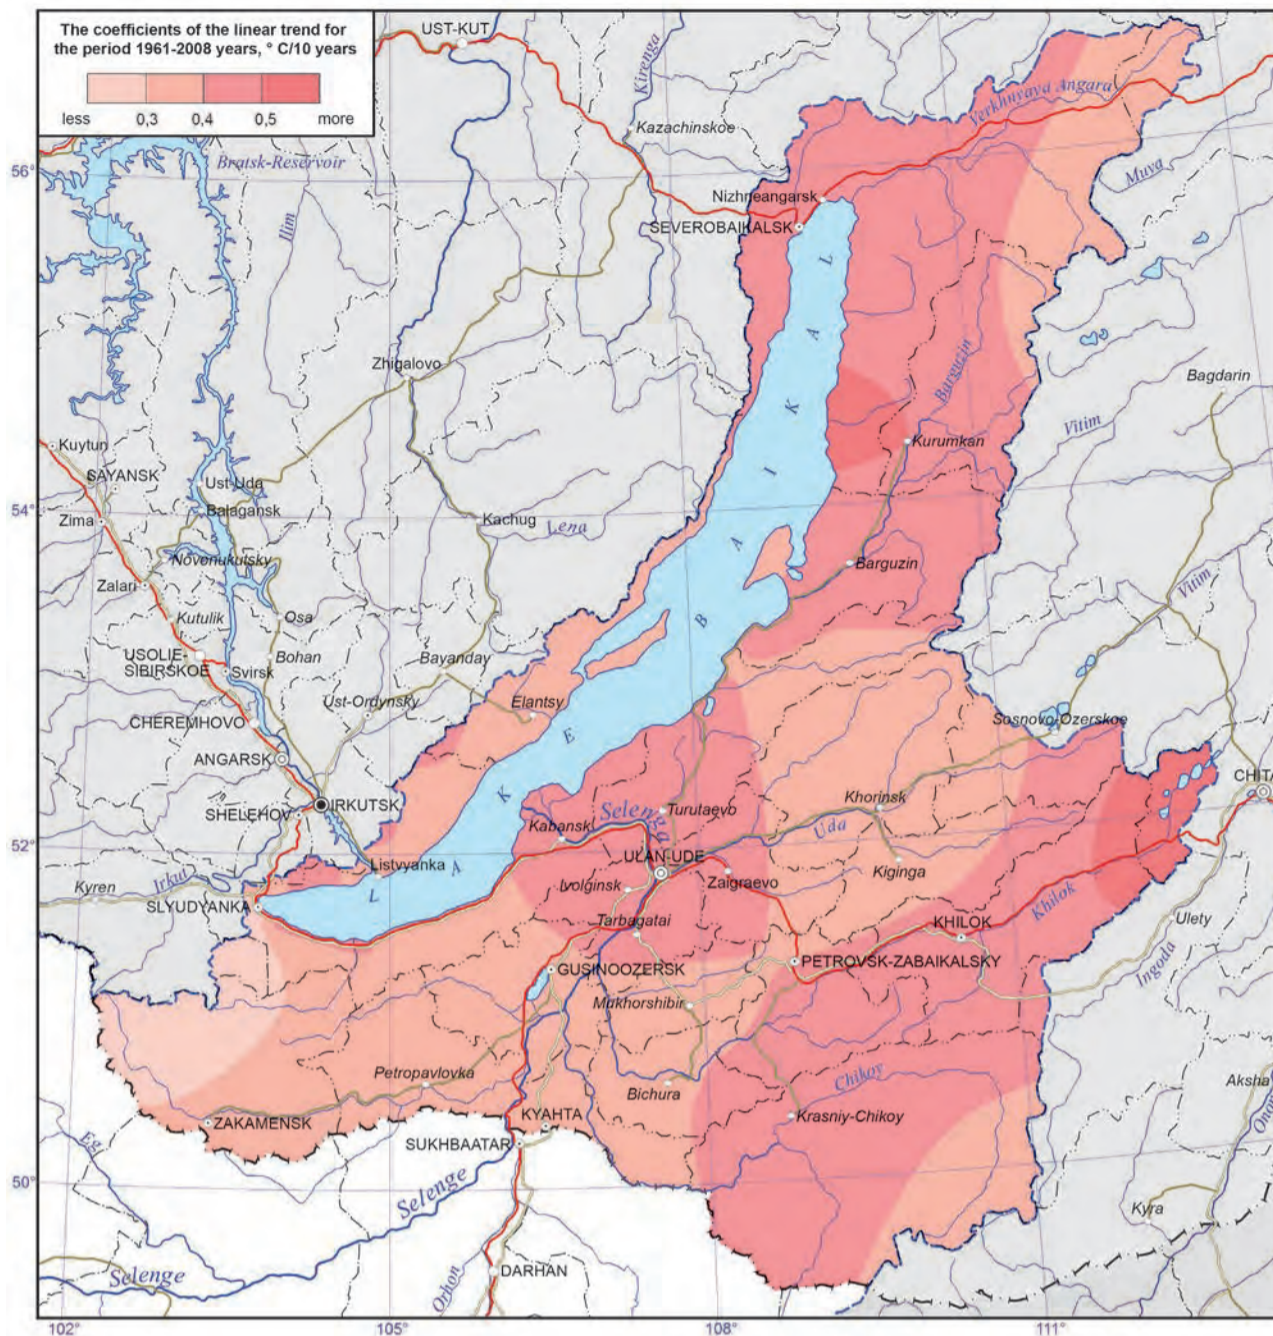 The coefficients of the linear trend for
the period 1961-2008 years, ° C/10 years
less 0,3 0,4 0,5 more
UST-KUT
Kirenga
Kazachinskoe
Verkhnyaya Angara
56°
Bratsk-Reservoir
Muva
Nizhneangarsk
SEVEROBAIKALSK
Ilim
Zhigalovo
Barguzin
Bagdarin
Vitim
Kuytun
Kurumkan
SAYANSK
Ust-Uda
54°
Balagansk
Zima
Kachug
Lena
Novenukutsky
Barguzin
Zalari
Vitim
Kutulik
Osa
L A K E B A I K A L
USOLIE-
SIBIRSKOE
Bohan
Svirsk
Bayanday
Ust-Ordynsky
Elantsy
CHEREMHOVO
Sosnovo-Ozerskoe
ANGARSK
CHITA
SHELEHOV
IRKUTSK
Selenga
Turutaevo
Khorinsk
Kabansk
Uda
52°
Listvyanka
ULAN-UDE
Kiginga
Irkut
Kyren
Ivolginsk
Zaigraevo
Khilok
SLYUDYANKA
Tarbagatai
KHILOK
Ulety
GUSINOOZERSK
PETROVSK-ZABAIKALSKY
Ingoda
Mukhorshibir
Petropavlovka
Bichura
Chikoy
Aksha
Onon
ZAKAMENSK
KYAHTA
Krasniy-Chikoy
Eg.
SUKHBAATAR
50°
Selenge
Kyra
Selenge
Orhon
DARHAN
102° 105° 108° 111°